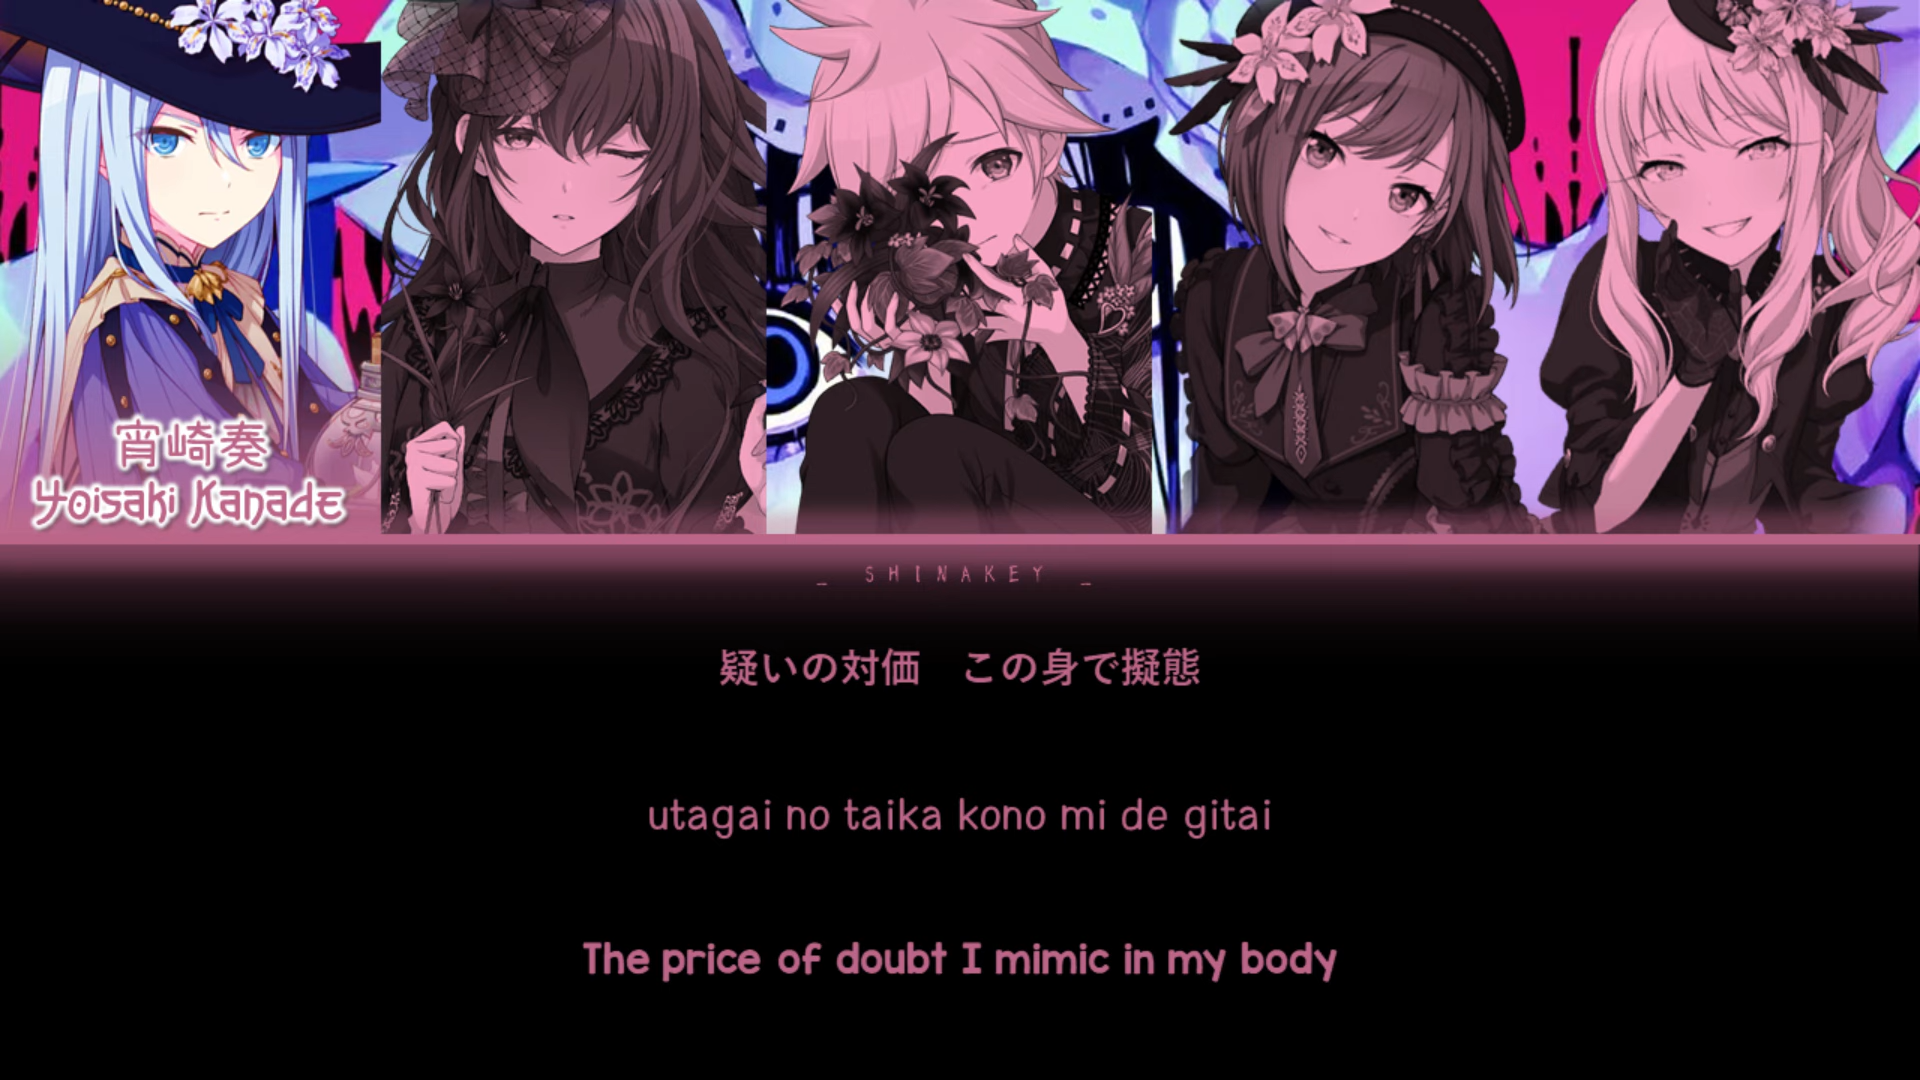 宵崎奏
Yoisaki Kanade
_ SHINAKEY _
疑いの対価　この身で擬態
utagai no taika kono mi de gitai
The price of doubt I mimic in my body